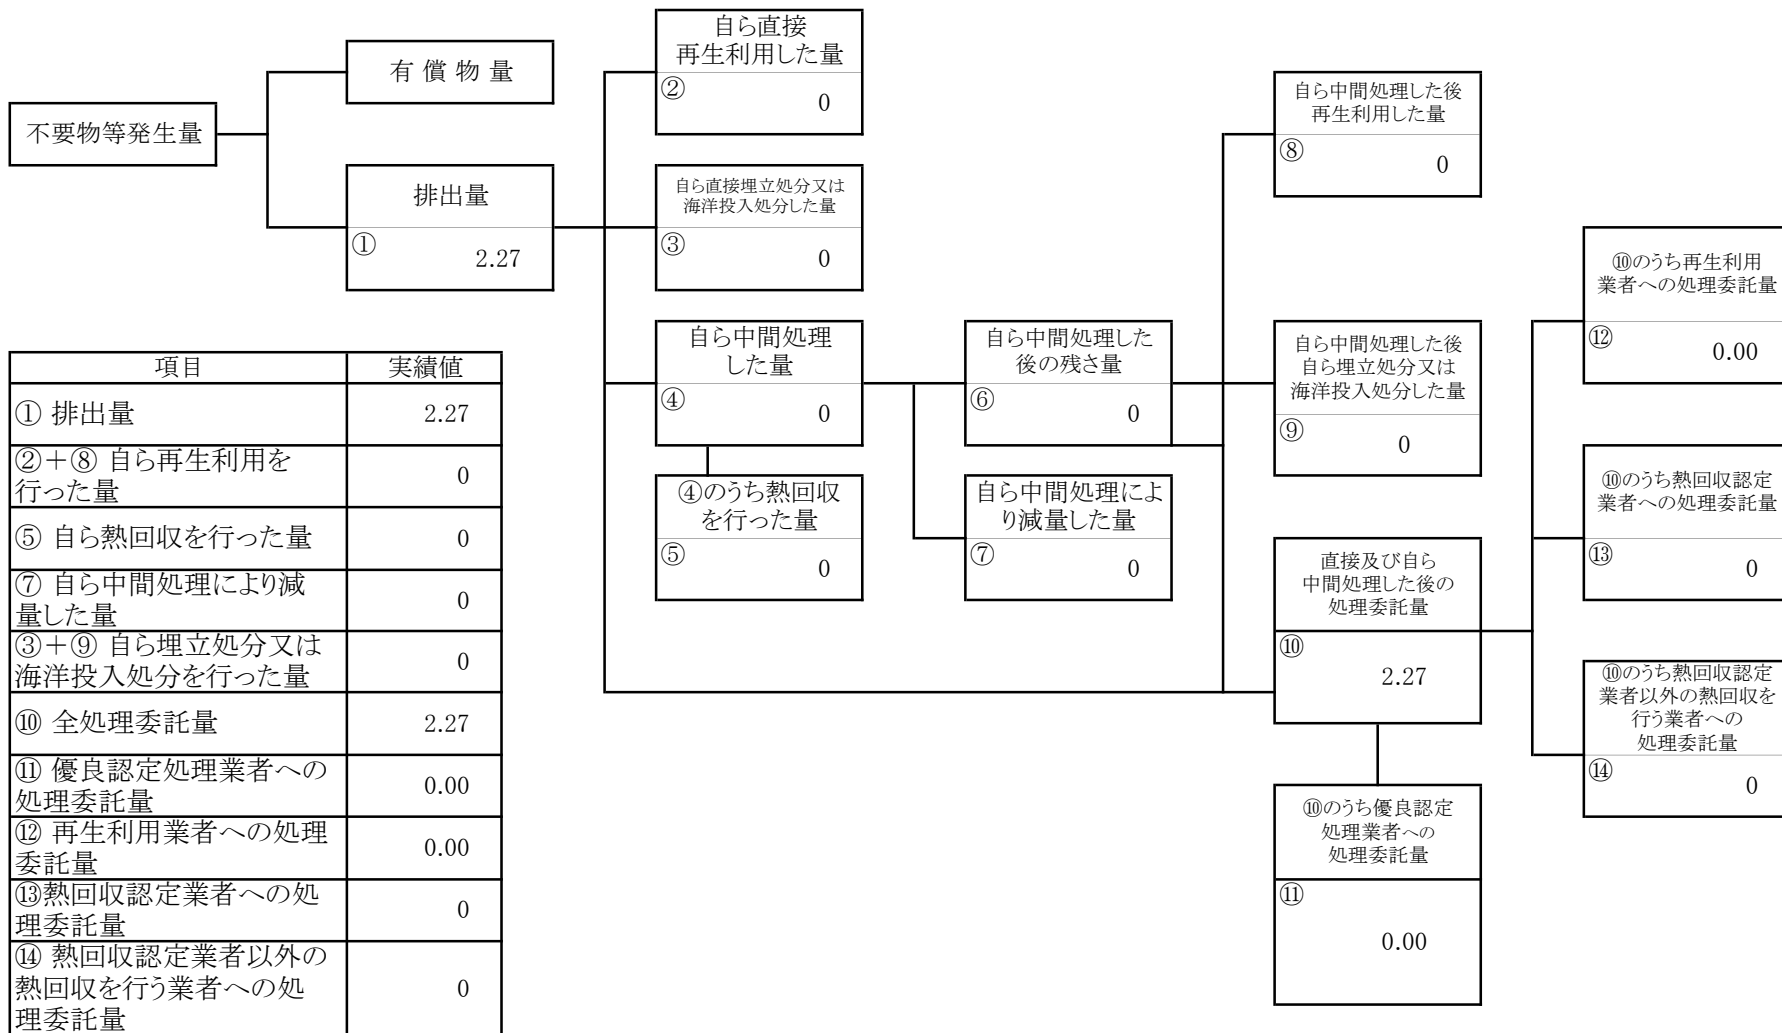 不要物等発生量
有 償 物 量
排出量
①
2.27
自ら直接
再生利用した量
②
0
自ら直接埋立処分又は
海洋投入処分した量
③
0
自ら中間処理
した量
④
0
④のうち熱回収
を行った量
⑤
0
自ら中間処理した
後の残さ量
⑥
0
自ら中間処理によ
り減量した量
⑦
0
自ら中間処理した後
再生利用した量
⑧
0
自ら中間処理した後
自ら埋立処分又は
海洋投入処分した量
⑨
0
直接及び自ら
中間処理した後の
処理委託量
⑩
2.27
⑩のうち優良認定
処理業者への
処理委託量
⑪
0.00
⑩のうち再生利用
業者への処理委託量
⑫
0.00
⑩のうち熱回収認定
業者への処理委託量
⑬
0
⑩のうち熱回収認定
業者以外の熱回収を
行う業者への
処理委託量
⑭
0
項目 実績値
① 排出量 2.27
②+⑧ 自ら再生利用を
行った量 0
⑤ 自ら熱回収を行った量 0
⑦ 自ら中間処理により減
量した量 0
③+⑨ 自ら埋立処分又は
海洋投入処分を行った量 0
⑩ 全処理委託量 2.27
⑪ 優良認定処理業者への
処理委託量 0.00
⑫ 再生利用業者への処理
委託量 0.00
⑬熱回収認定業者への処
理委託量 0
⑭ 熱回収認定業者以外の
熱回収を行う業者への処
理委託量 0